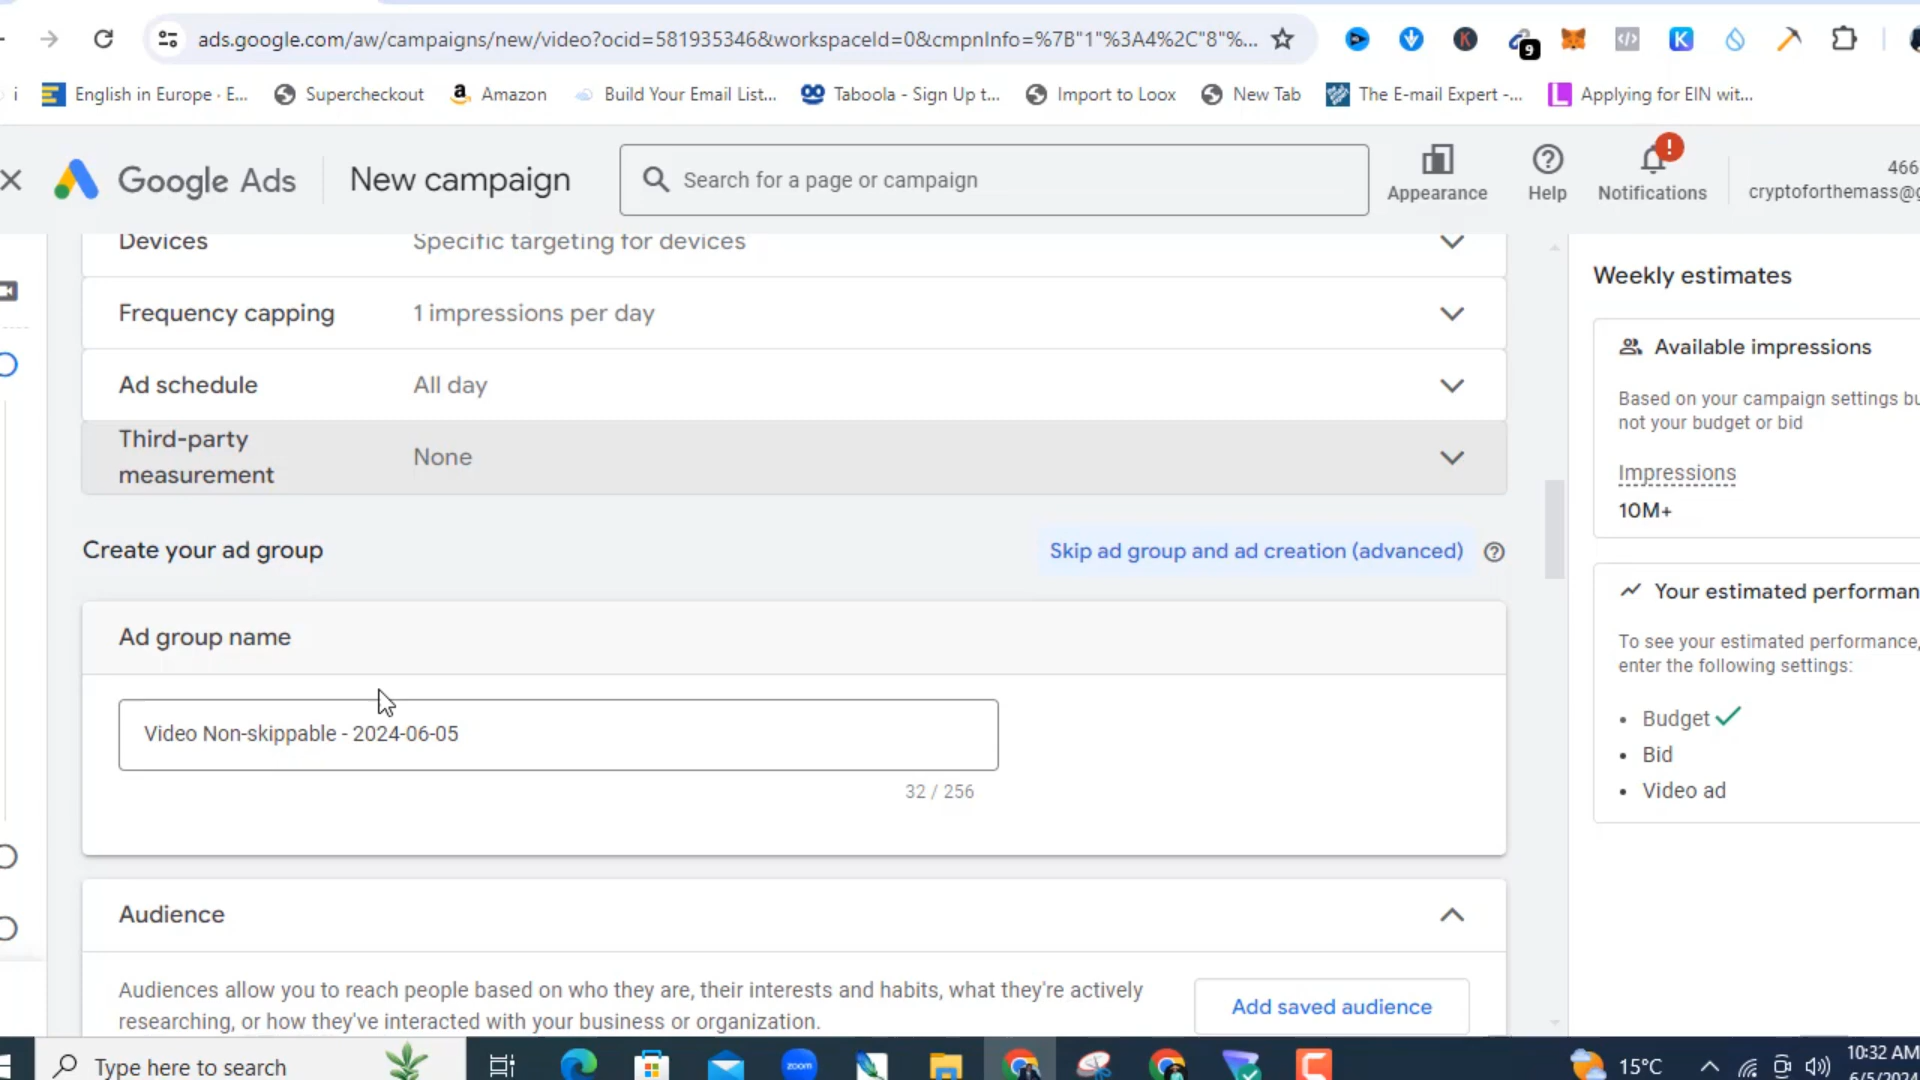 ads.google.com/aw/campaigns/new/video?ocid=581935346&workspaceId=0&cmpnInfo=%7B"1"%3A4%2C"8"%...
9
i
English in Europe · E...
Supercheckout
Amazon
Build Your Email List...
Taboola - Sign Up t...
Import to Loox
New Tab
The E-mail Expert -...
Applying for EIN wit...
Google Ads
New campaign
Search for a page or campaign
Appearance
Help
Notifications
466
cryptoforthemass@g
Devices
Specific targeting for devices
Frequency capping
1 impressions per day
Ad schedule
All day
Third-party
measurement
None
Create your ad group
Skip ad group and ad creation (advanced)
Ad group name
Video Non-skippable - 2024-06-05
32 / 256
Audience
Audiences allow you to reach people based on who they are, their interests and habits, what they're actively
researching, or how they've interacted with your business or organization.
Add saved audience
Weekly estimates
Available impressions
Based on your campaign settings bu
not your budget or bid
Impressions
10M+
Your estimated performan
To see your estimated performance,
enter the following settings:
• Budget
• Bid
• Video ad
Type here to search
zoom
15°C
10:32 AM
6/5/2024